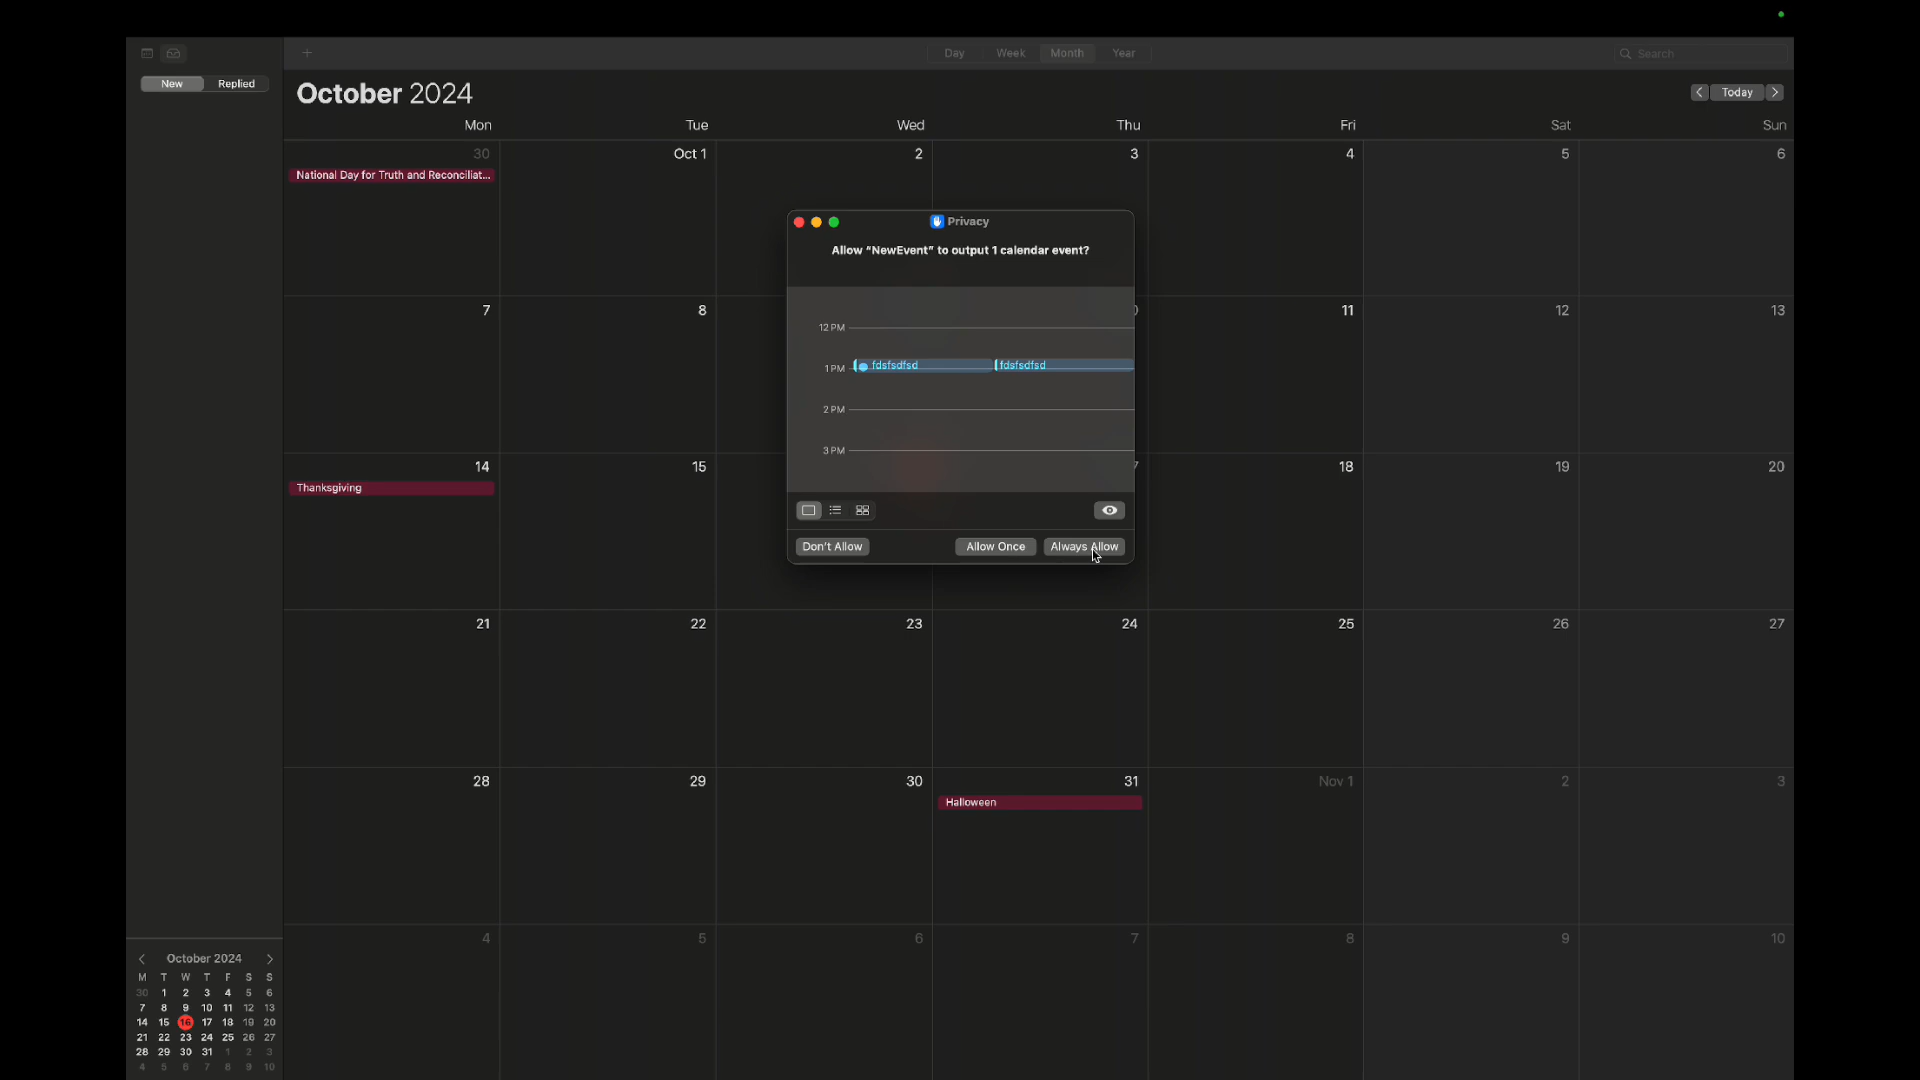 Day Week Month Year
Search
New Replied
October 2024
Today
Mon Tue Wed Thu Fri Sat Sun
30 Oct 1 2 3 4 5 6
National Day for Truth and Reconciliat...
Privacy
Allow “NewEvent” to output 1 calendar event?
12 PM
1 PM fdsfsdfsd fdsfsdfsd
2 PM
3 PM
Don't Allow Allow Once Always Allow
7 8 11 12 13
14 15 18 19 20
Thanksgiving
21 22 23 24 25 26 27
28 29 30 31 Nov 1 2 3
Halloween
4 5 6 7 8 9 10
October 2024
M T W T F S S
30 1 2 3 4 5 6
7 8 9 10 11 12 13
14 15 16 17 18 19 20
21 22 23 24 25 26 27
28 29 30 31 1 2 3
4 5 6 7 8 9 10